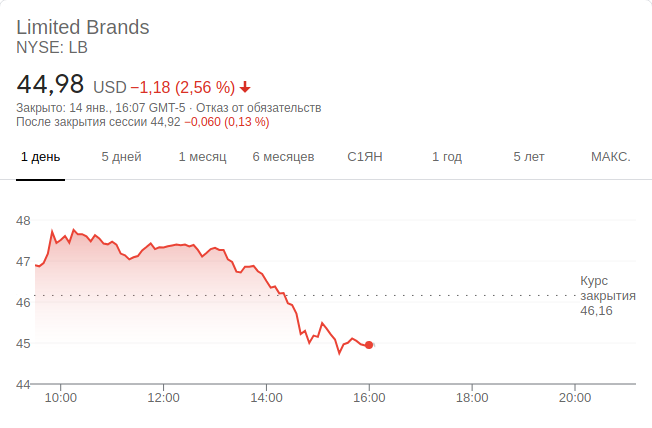 Limited Brands
NYSE: LB
44,98 USD −1,18 (2,56 %)
Закрыто: 14 янв., 16:07 GMT-5 · Отказ от обязательств
После закрытия сессии 44,92 −0,060 (0,13 %)
1 день 5 дней 1 месяц 6 месяцев С1ЯН 1 год 5 лет МАКС.
48
47
46
45
44
Курс
закрытия
46,16
10:00 12:00 14:00 16:00 18:00 20:00